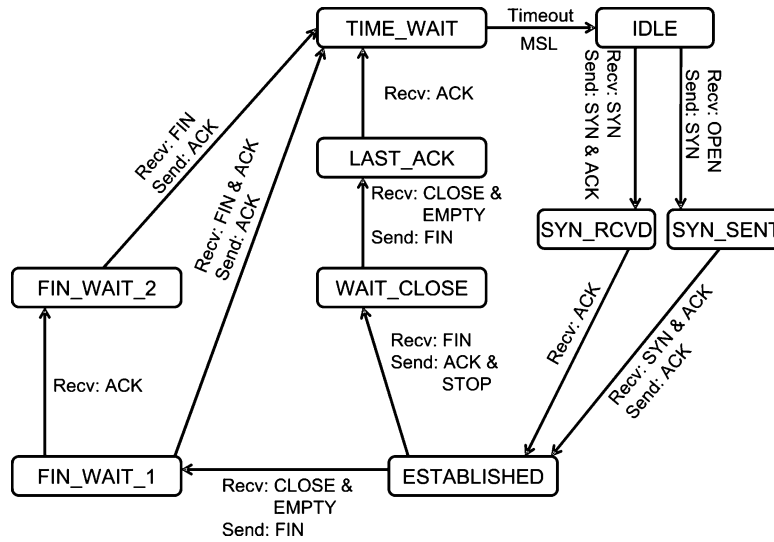 TIME_WAIT
Timeout
MSL
IDLE
Recv: SYN
Send: SYN & ACK
Recv: OPEN
Send: SYN
Recv: ACK
LAST_ACK
Recv: FIN
Send: ACK
Recv: FIN & ACK
Send: ACK
Recv: CLOSE &
EMPTY
Send: FIN
SYN_RCVD
SYN_SENT
FIN_WAIT_2
WAIT_CLOSE
Recv: ACK
Recv: SYN & ACK
Send: ACK
Recv: FIN
Send: ACK &
STOP
Recv: ACK
FIN_WAIT_1
ESTABLISHED
Recv: CLOSE &
EMPTY
Send: FIN